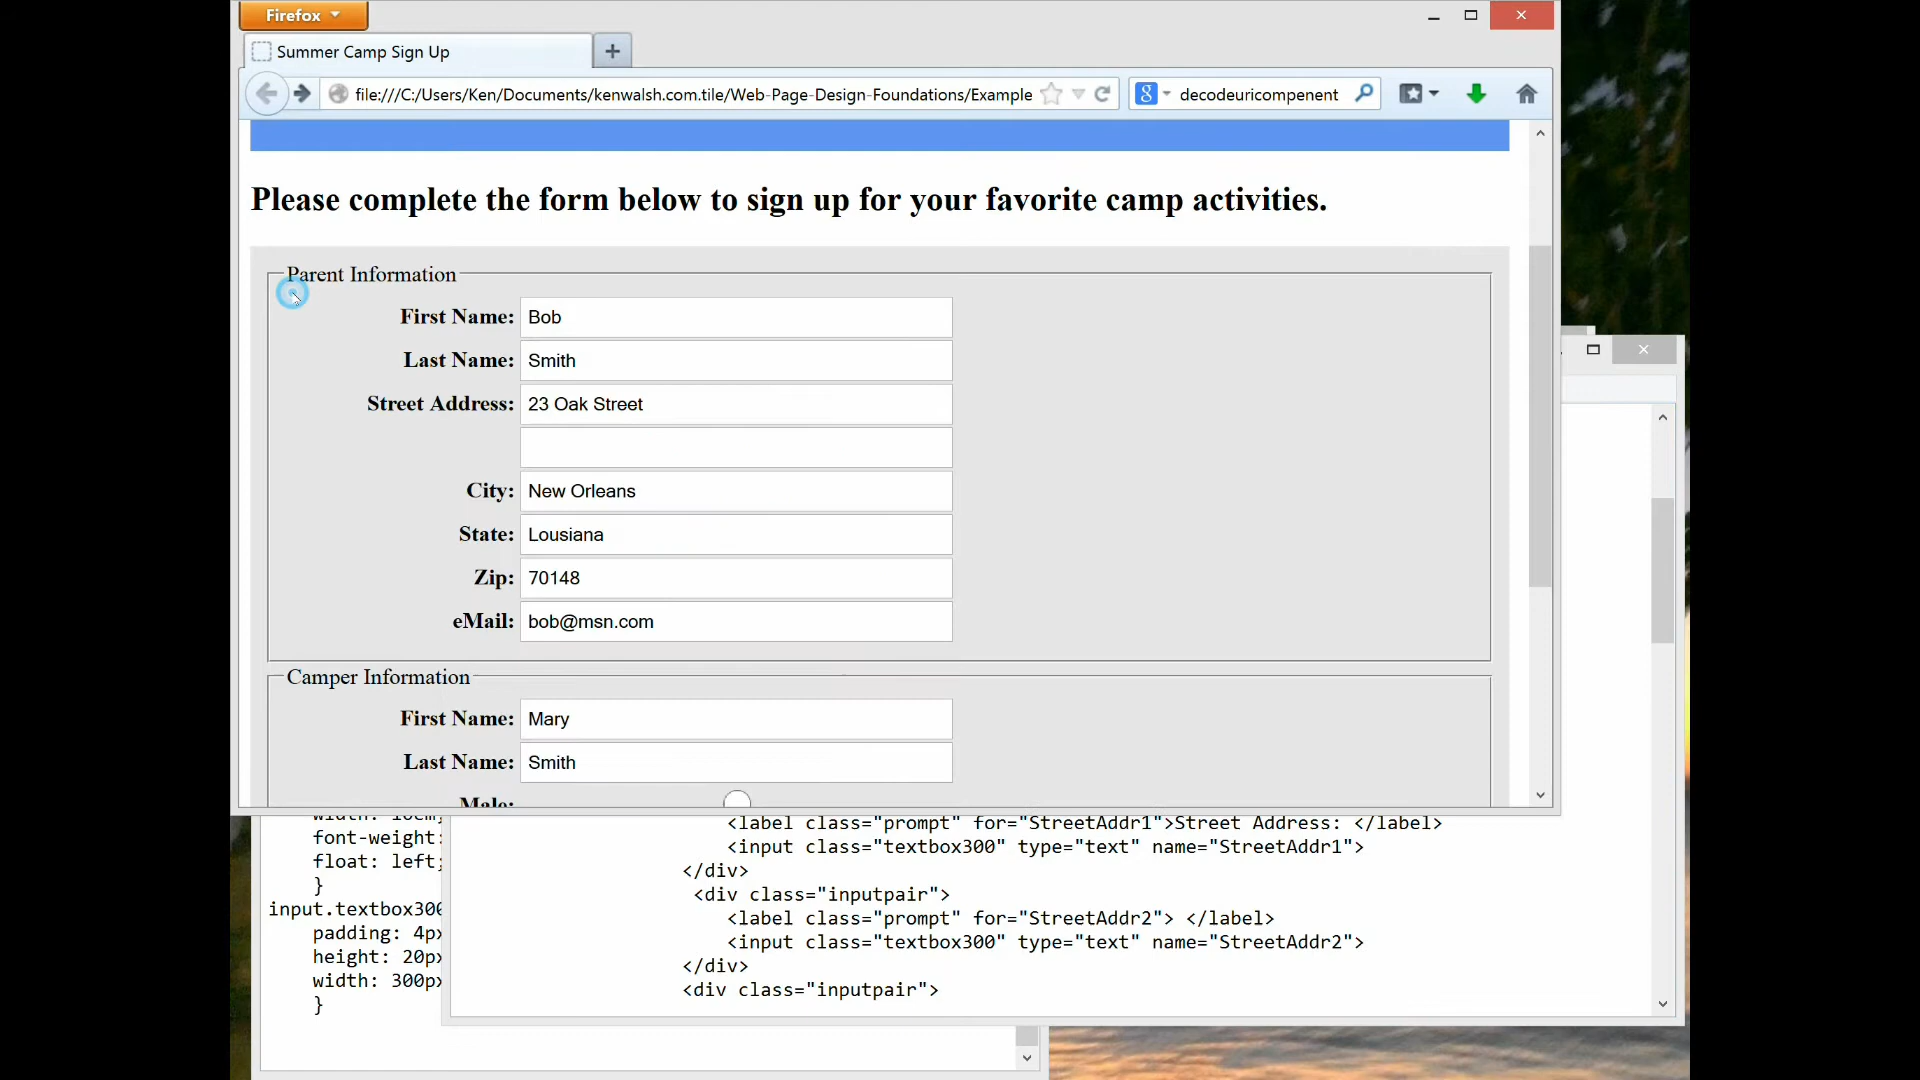 Firefox
Summer Camp Sign Up
file:///C:/Users/Ken/Documents/kenwalsh.com.tile/Web-Page-Design-Foundations/Example
decodeuricompenent
Please complete the form below to sign up for your favorite camp activities.
Parent Information
First Name: Bob
Last Name: Smith
Street Address: 23 Oak Street
City: New Orleans
State: Lousiana
Zip: 70148
eMail: bob@msn.com
Camper Information
First Name: Mary
Last Name: Smith
Male:
font-weight:
float: left;
}
input.textbox300
padding: 4px
height: 20px
width: 300px
}
<label class="prompt" for="StreetAddr1">Street Address: </label>
<input class="textbox300" type="text" name="StreetAddr1">
</div>
<div class="inputpair">
<label class="prompt" for="StreetAddr2"> </label>
<input class="textbox300" type="text" name="StreetAddr2">
</div>
<div class="inputpair">